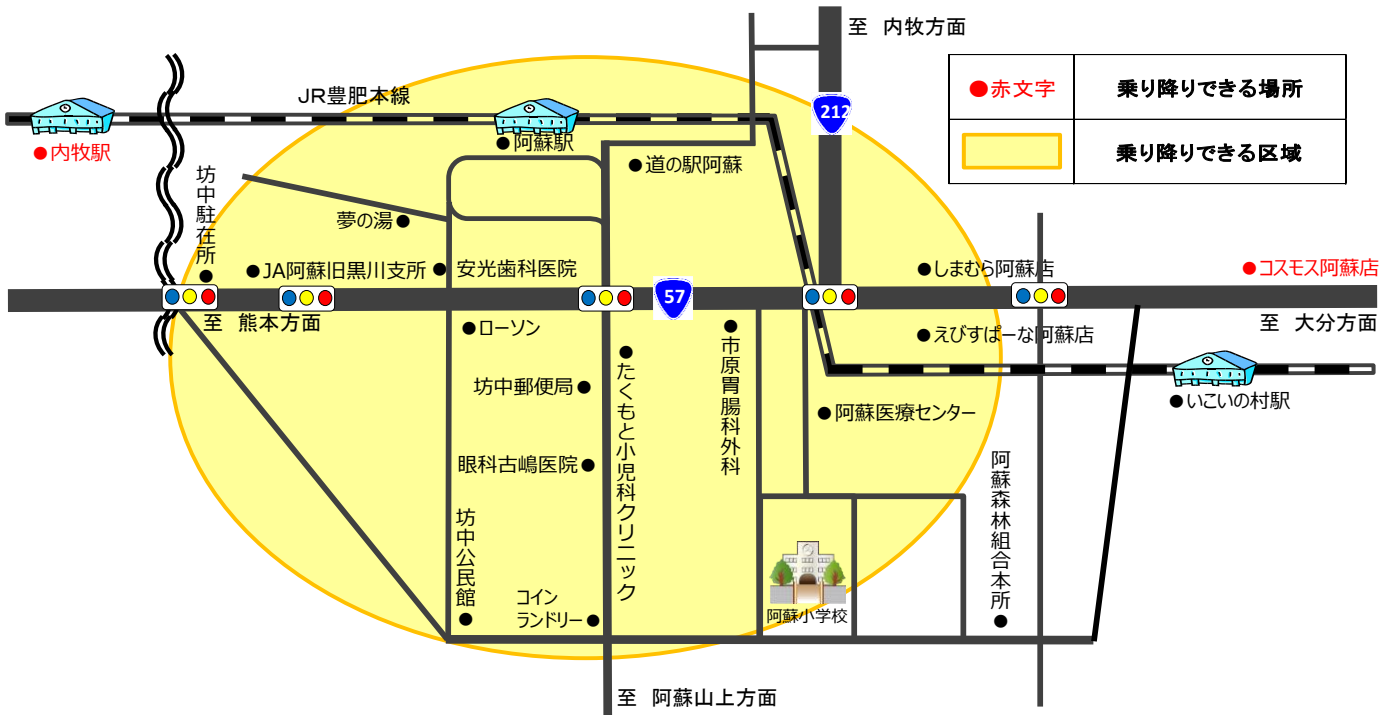 至 内牧方面
●赤文字 乗り降りできる場所
乗り降りできる区域
JR豊肥本線
212
●内牧駅
●阿蘇駅
●道の駅阿蘇
坊中駐在所
夢の湯●
●JA阿蘇旧黒川支所
安光歯科医院
●しまむら阿蘇店
●コスモス阿蘇店
57
至 熊本方面
至 大分方面
●ローソン
市原胃腸科外科
●えびすぱーな阿蘇店
たくもと小児科クリニック
坊中郵便局●
●いこいの村駅
●阿蘇医療センター
眼科古嶋医院●
阿蘇森林組合本所
坊中公民館
コイン
ランドリー●
阿蘇小学校
至 阿蘇山上方面